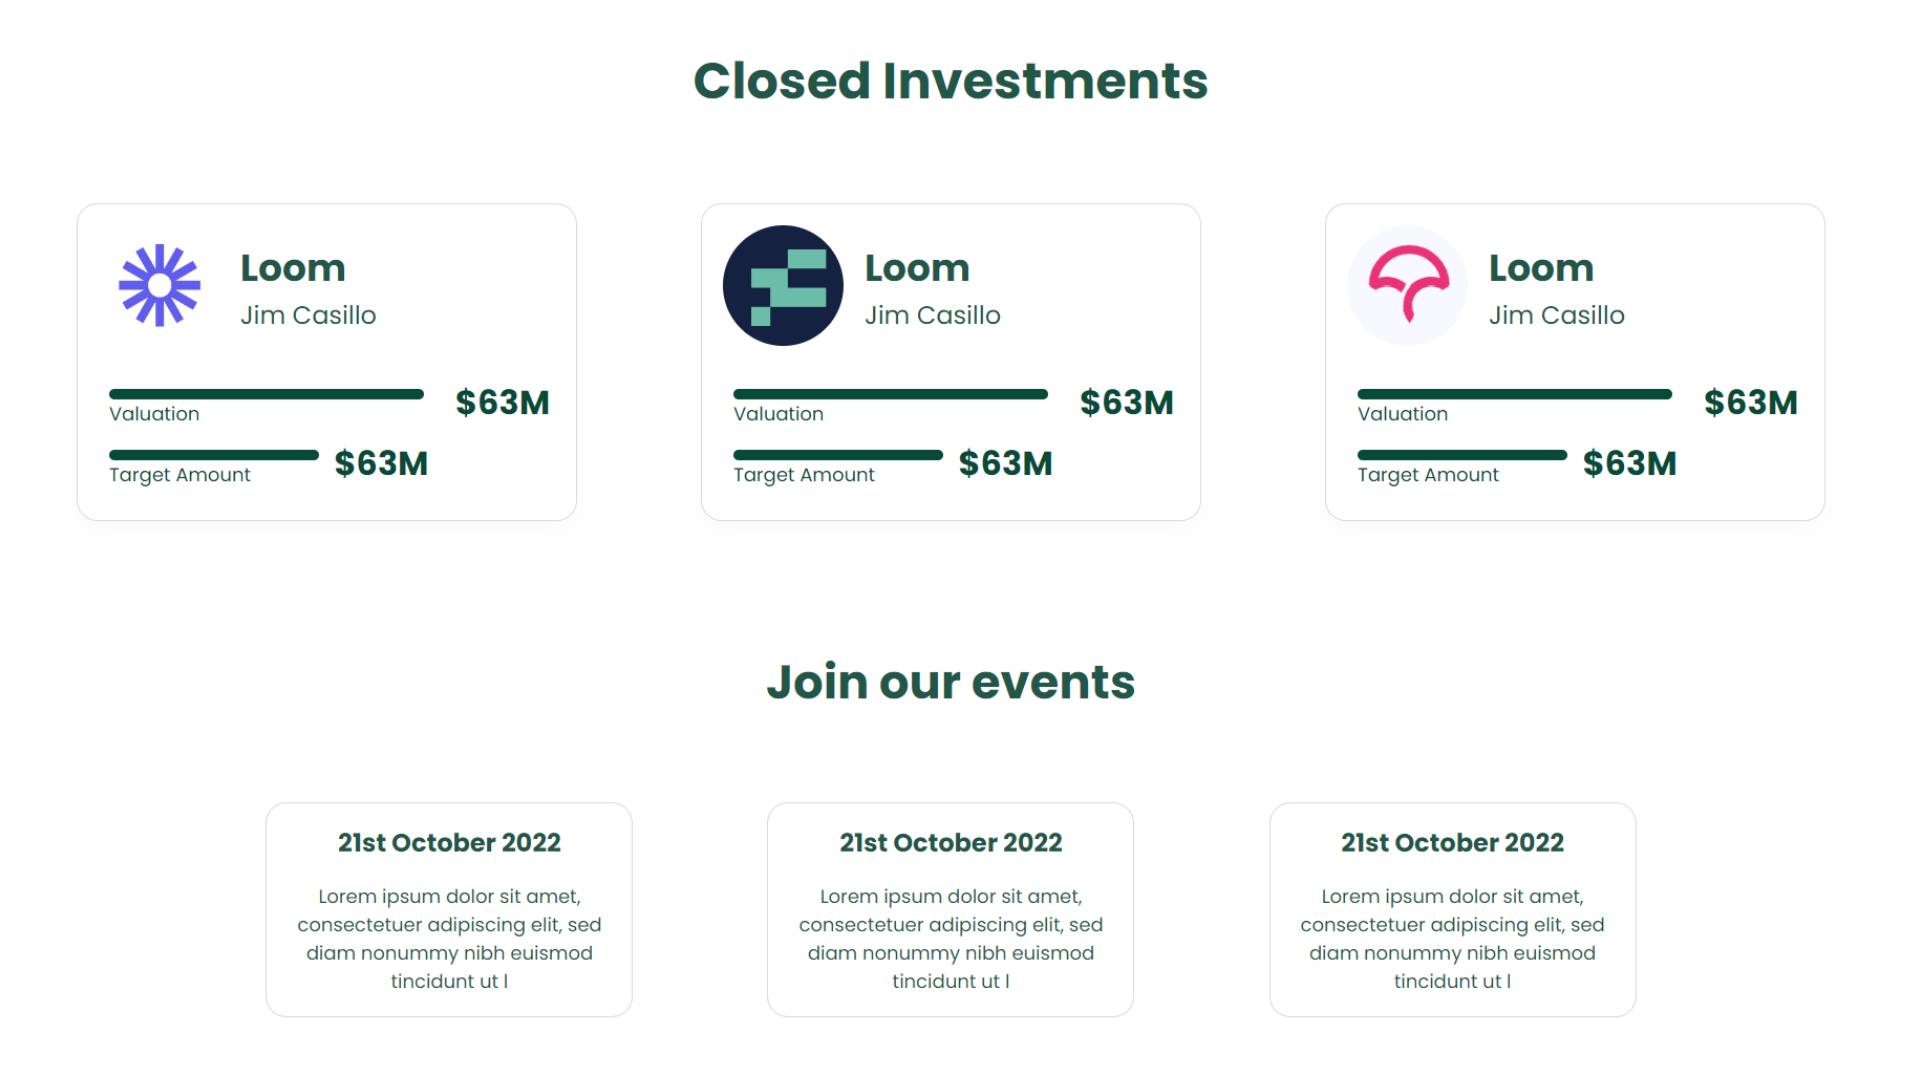 Closed Investments
Loom
Jim Casillo
Valuation
$63M
Target Amount
$63M
Loom
Jim Casillo
Valuation
$63M
Target Amount
$63M
Loom
Jim Casillo
Valuation
$63M
Target Amount
$63M
Join our events
21st October 2022
Lorem ipsum dolor sit amet,
consectetuer adipiscing elit, sed
diam nonummy nibh euismod
tincidunt ut l
21st October 2022
Lorem ipsum dolor sit amet,
consectetuer adipiscing elit, sed
diam nonummy nibh euismod
tincidunt ut l
21st October 2022
Lorem ipsum dolor sit amet,
consectetuer adipiscing elit, sed
diam nonummy nibh euismod
tincidunt ut l